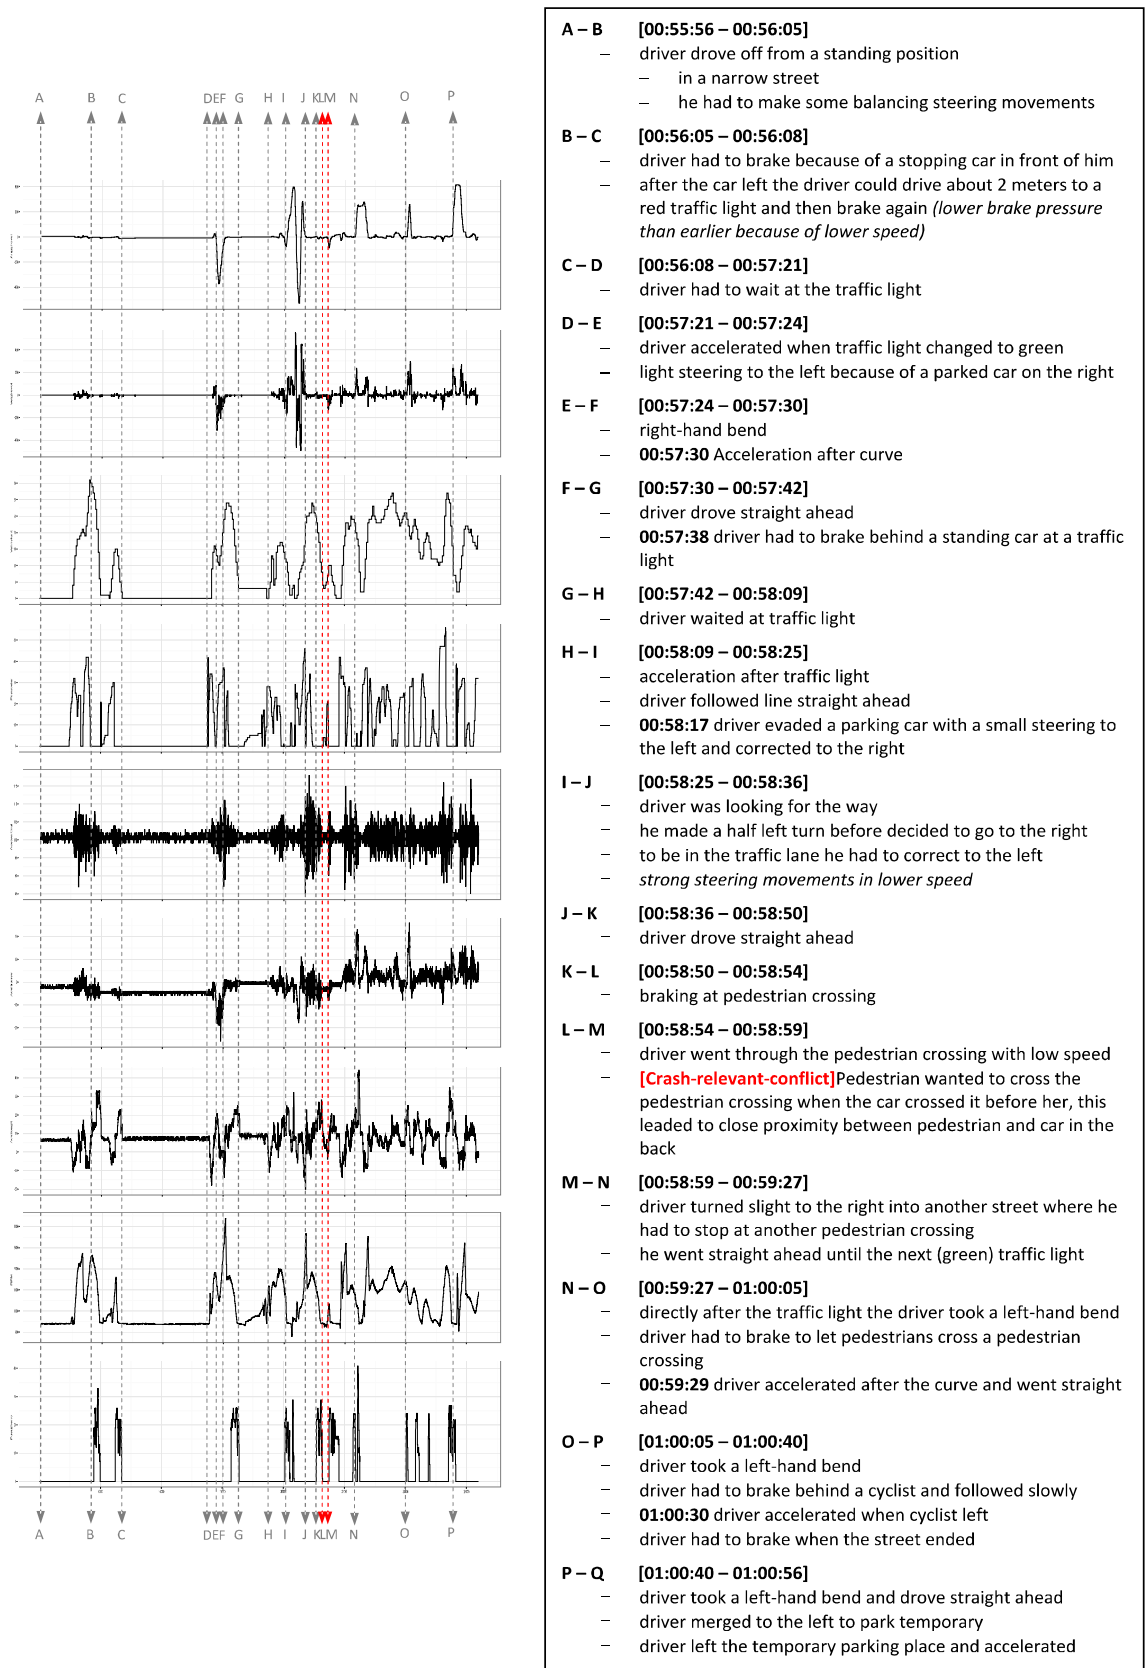 A B C DEF G H I J KLM N O P
A B C DEF G H I J KLM N O P
A – B [00:55:56 – 00:56:05]
– driver drove off from a standing position
– in a narrow street
– he had to make some balancing steering movements
B – C [00:56:05 – 00:56:08]
– driver had to brake because of a stopping car in front of him
– after the car left the driver could drive about 2 meters to a
red traffic light and then brake again (lower brake pressure
than earlier because of lower speed)
C – D [00:56:08 – 00:57:21]
– driver had to wait at the traffic light
D – E [00:57:21 – 00:57:24]
– driver accelerated when traffic light changed to green
– light steering to the left because of a parked car on the right
E – F [00:57:24 – 00:57:30]
– right-hand bend
– 00:57:30 Acceleration after curve
F – G [00:57:30 – 00:57:42]
– driver drove straight ahead
– 00:57:38 driver had to brake behind a standing car at a traffic
light
G – H [00:57:42 – 00:58:09]
– driver waited at traffic light
H – I [00:58:09 – 00:58:25]
– acceleration after traffic light
– driver followed line straight ahead
– 00:58:17 driver evaded a parking car with a small steering to
the left and corrected to the right
I – J [00:58:25 – 00:58:36]
– driver was looking for the way
– he made a half left turn before decided to go to the right
– to be in the traffic lane he had to correct to the left
– strong steering movements in lower speed
J – K [00:58:36 – 00:58:50]
– driver drove straight ahead
K – L [00:58:50 – 00:58:54]
– braking at pedestrian crossing
L – M [00:58:54 – 00:58:59]
– driver went through the pedestrian crossing with low speed
– [Crash-relevant-conflict]Pedestrian wanted to cross the
pedestrian crossing when the car crossed it before her, this
leaded to close proximity between pedestrian and car in the
back
M – N [00:58:59 – 00:59:27]
– driver turned slight to the right into another street where he
had to stop at another pedestrian crossing
– he went straight ahead until the next (green) traffic light
N – O [00:59:27 – 01:00:05]
– directly after the traffic light the driver took a left-hand bend
– driver had to brake to let pedestrians cross a pedestrian
crossing
– 00:59:29 driver accelerated after the curve and went straight
ahead
O – P [01:00:05 – 01:00:40]
– driver took a left-hand bend
– driver had to brake behind a cyclist and followed slowly
– 01:00:30 driver accelerated when cyclist left
– driver had to brake when the street ended
P – Q [01:00:40 – 01:00:56]
– driver took a left-hand bend and drove straight ahead
– driver merged to the left to park temporary
– driver left the temporary parking place and accelerated